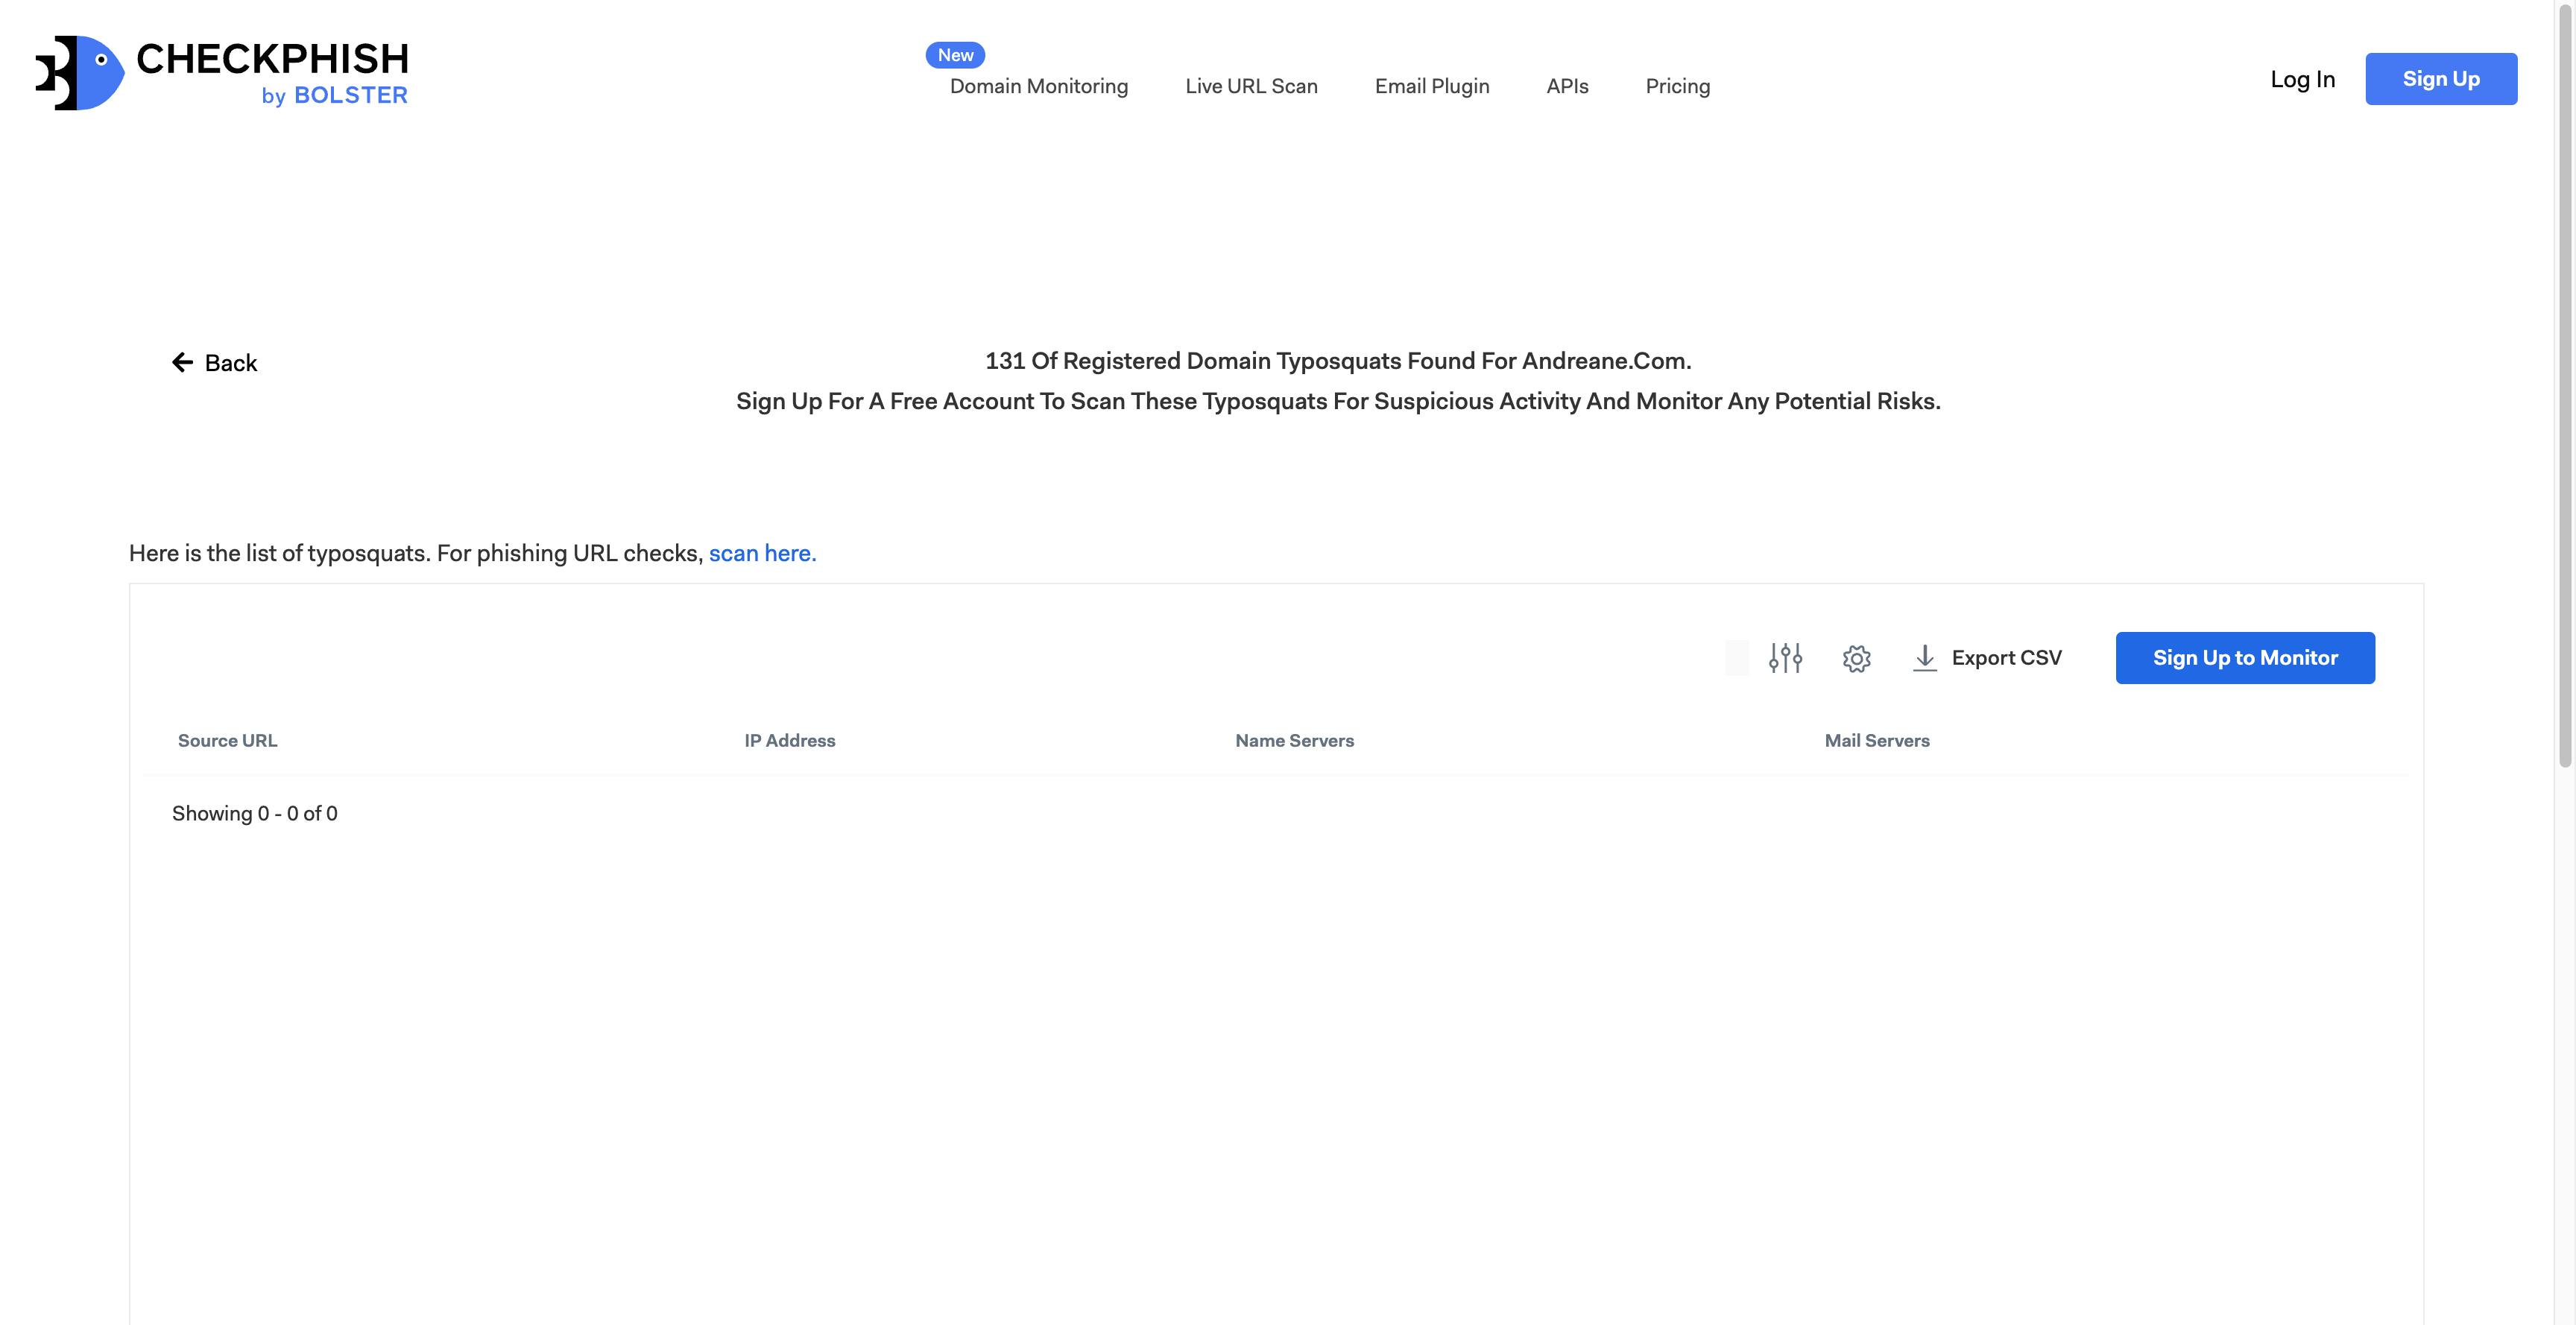 CHECKPHISH
by BOLSTER
New
Domain Monitoring
Live URL Scan
Email Plugin
APIs
Pricing
Log In
Sign Up
Back
131 Of Registered Domain Typosquats Found For Andreane.Com.
Sign Up For A Free Account To Scan These Typosquats For Suspicious Activity And Monitor Any Potential Risks.
Here is the list of typosquats. For phishing URL checks, scan here.
Export CSV
Sign Up to Monitor
Source URL
IP Address
Name Servers
Mail Servers
Showing 0 - 0 of 0